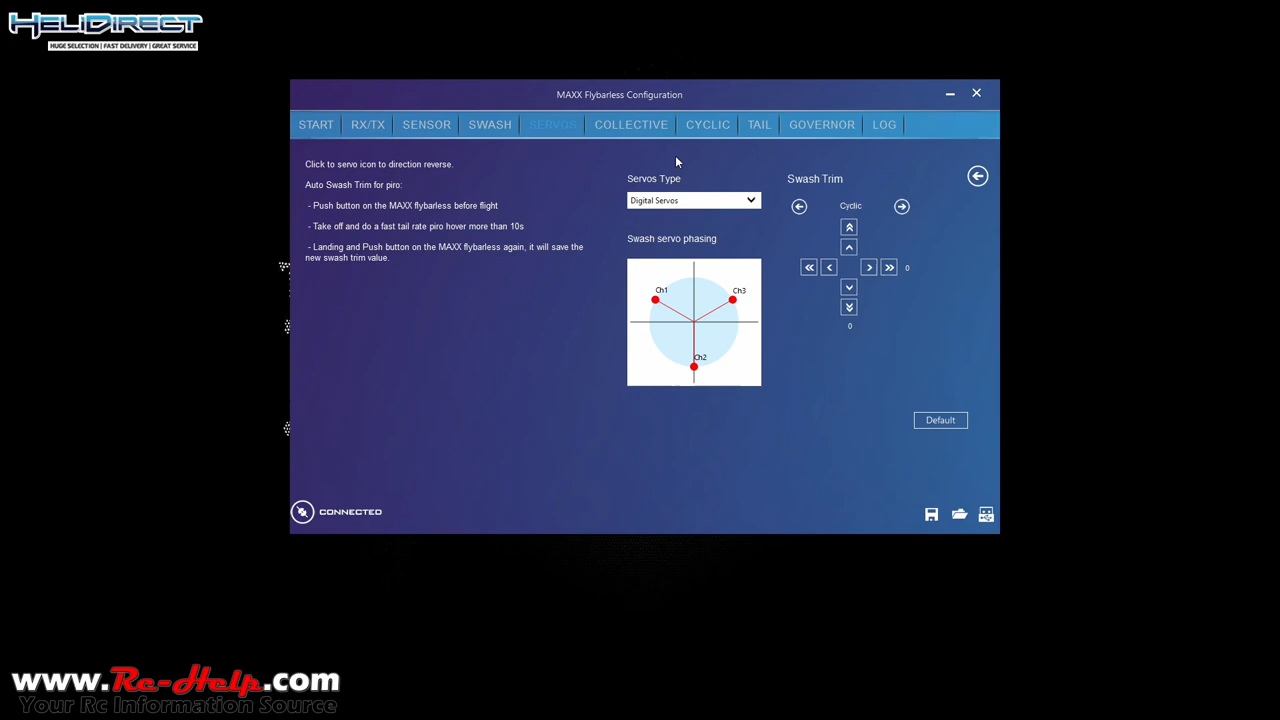 HELIDIRECT
HUGE SELECTION | FAST DELIVERY | GREAT SERVICE
MAXX Flybarless Configuration
START RX/TX SENSOR SWASH SERVOS COLLECTIVE CYCLIC TAIL GOVERNOR LOG
Click to servo icon to direction reverse.
Auto Swash Trim for piro:
- Push button on the MAXX flybarless before flight
- Take off and do a fast tail rate piro hover more than 10s
- Landing and Push button on the MAXX flybarless again, it will save the
new swash trim value.
Servos Type
Digital Servos
Swash servo phasing
Ch1
Ch3
Ch2
Swash Trim
Cyclic
0
0
Default
CONNECTED
www.Rc-Help.com
Your Rc Information Source